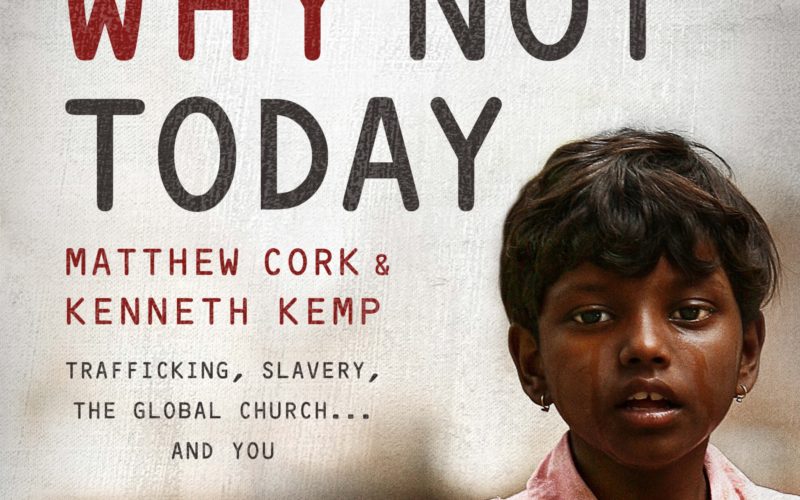 WHY NOT
TODAY
MATTHEW CORK &
KENNETH KEMP
TRAFFICKING, SLAVERY,
THE GLOBAL CHURCH...
AND YOU